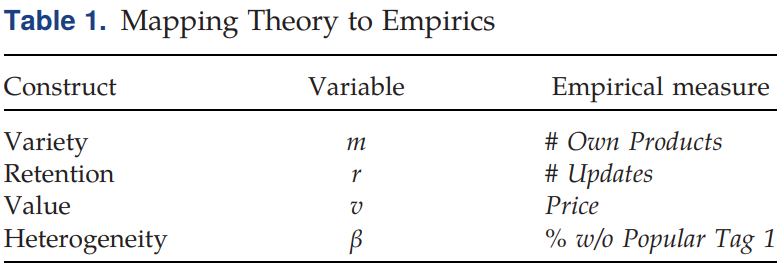 Table 1. Mapping Theory to Empirics
Construct Variable Empirical measure
Variety m # Own Products
Retention r # Updates
Value v Price
Heterogeneity β % w/o Popular Tag 1